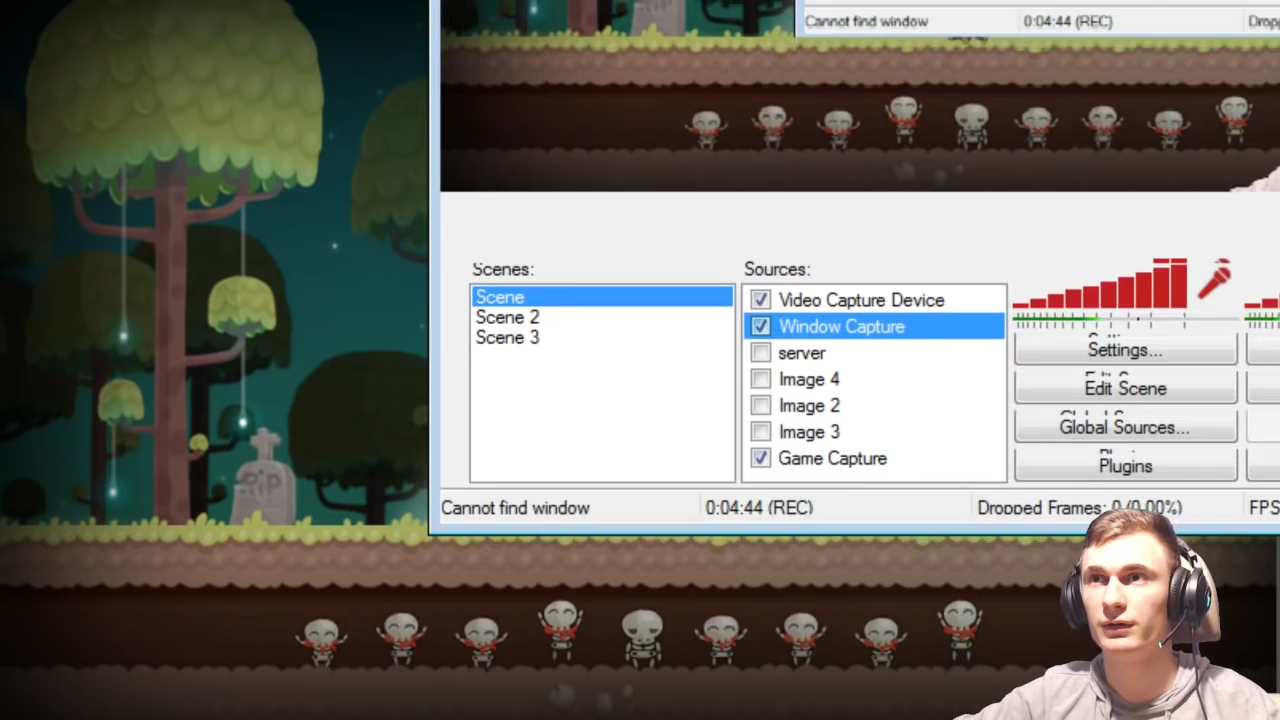 Cannot find window 0:04:44 (REC)
Scenes:
Scene
Scene 2
Scene 3
Sources:
Video Capture Device
Window Capture
server
Image 4
Image 2
Image 3
Game Capture
Settings...
Edit Scene
Global Sources...
Plugins
Cannot find window 0:04:44 (REC) Dropped Frames: 0 (0.00%) FPS
RIP